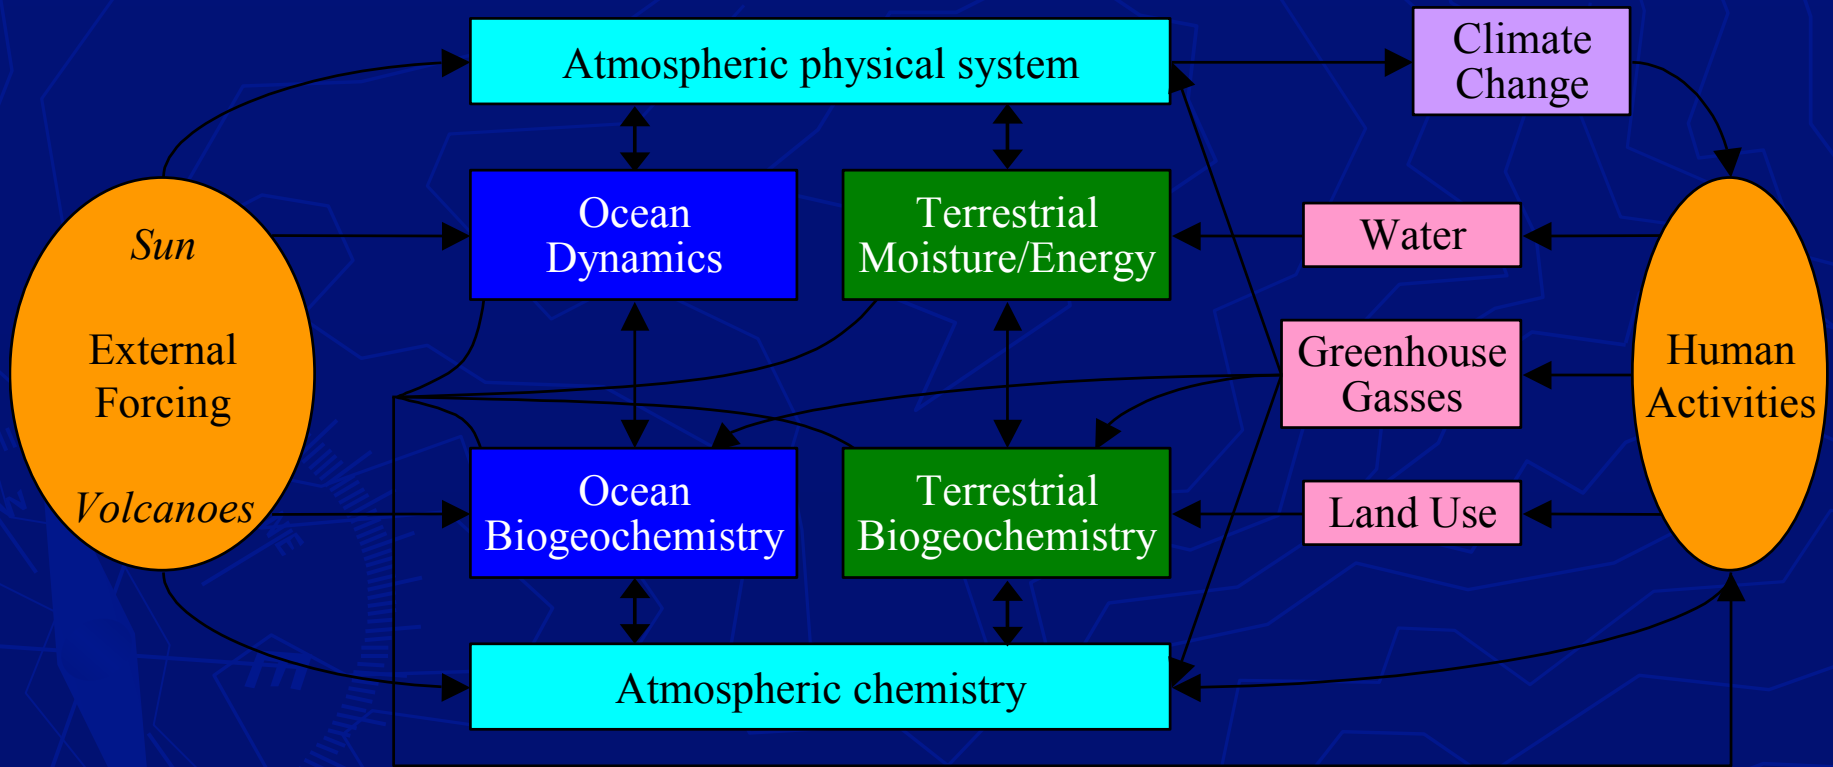 Atmospheric physical system
Climate
Change
Sun
External
Forcing
Volcanoes
Ocean
Dynamics
Terrestrial
Moisture/Energy
Water
Greenhouse
Gasses
Human
Activities
Ocean
Biogeochemistry
Terrestrial
Biogeochemistry
Land Use
Atmospheric chemistry